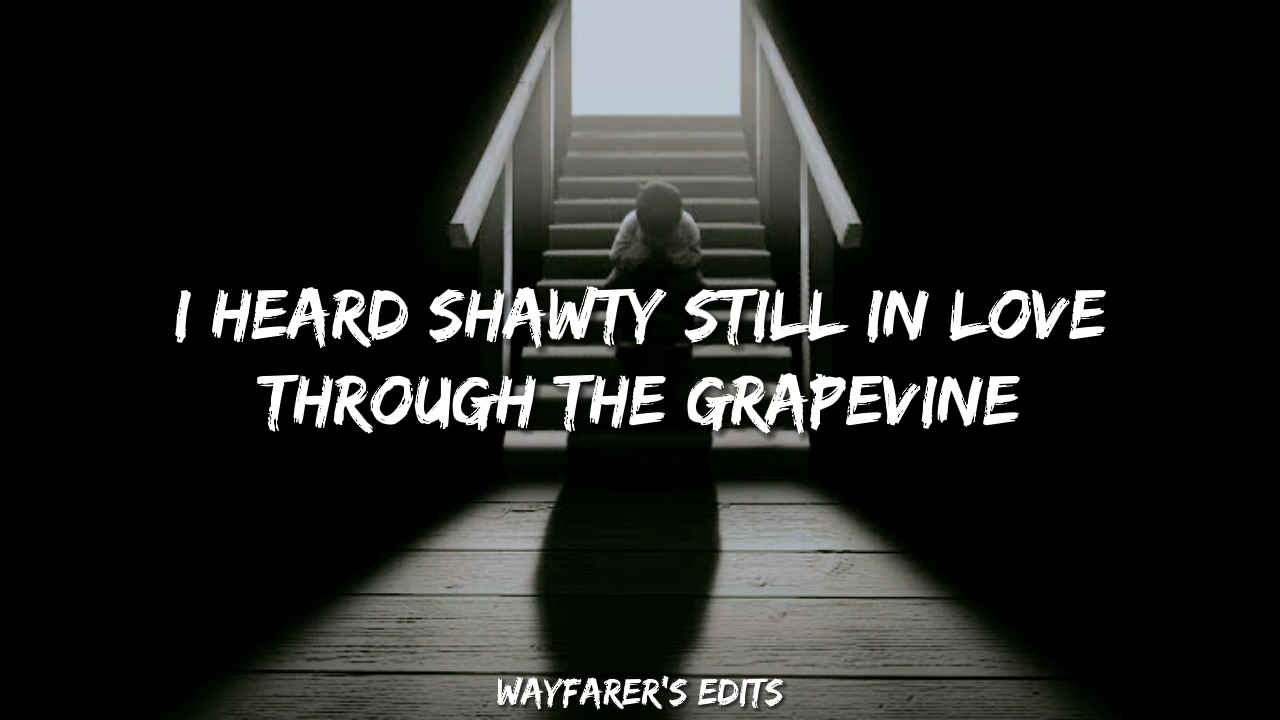 I HEARD SHAWTY STILL IN LOVE
THROUGH THE GRAPEVINE
WAYFARER'S EDITS